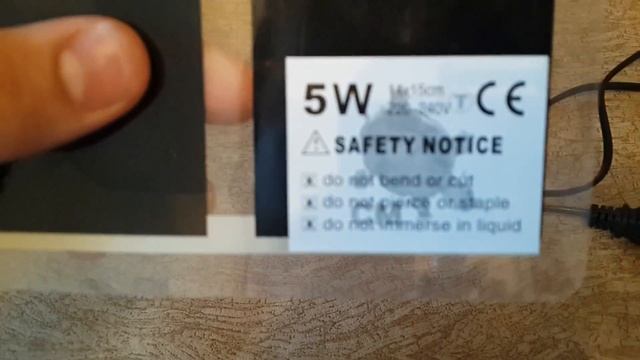 5W 14x15cm
220-240V CE
SAFETY NOTICE
do not bend or cut
do not pierce or staple
do not immerse in liquid